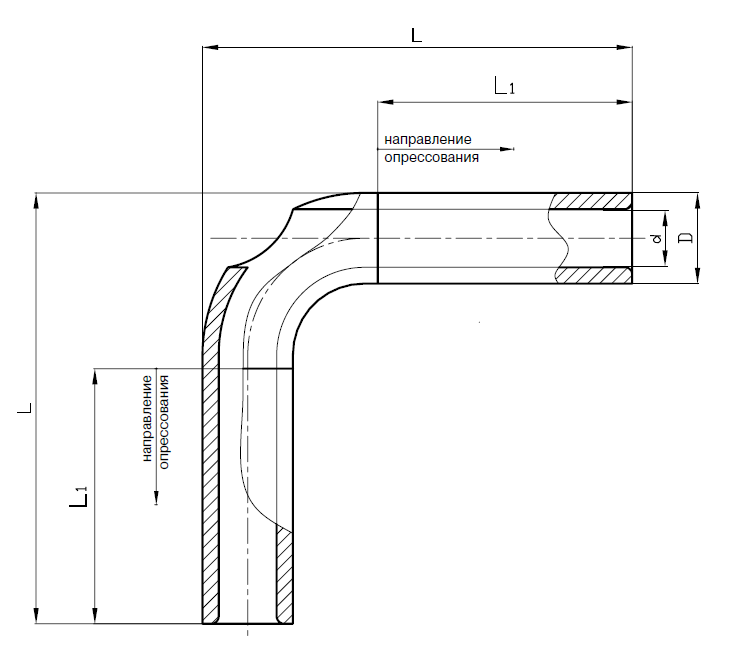 L
L1
направление
опрессования
d
D
L
L1
направление
опрессования